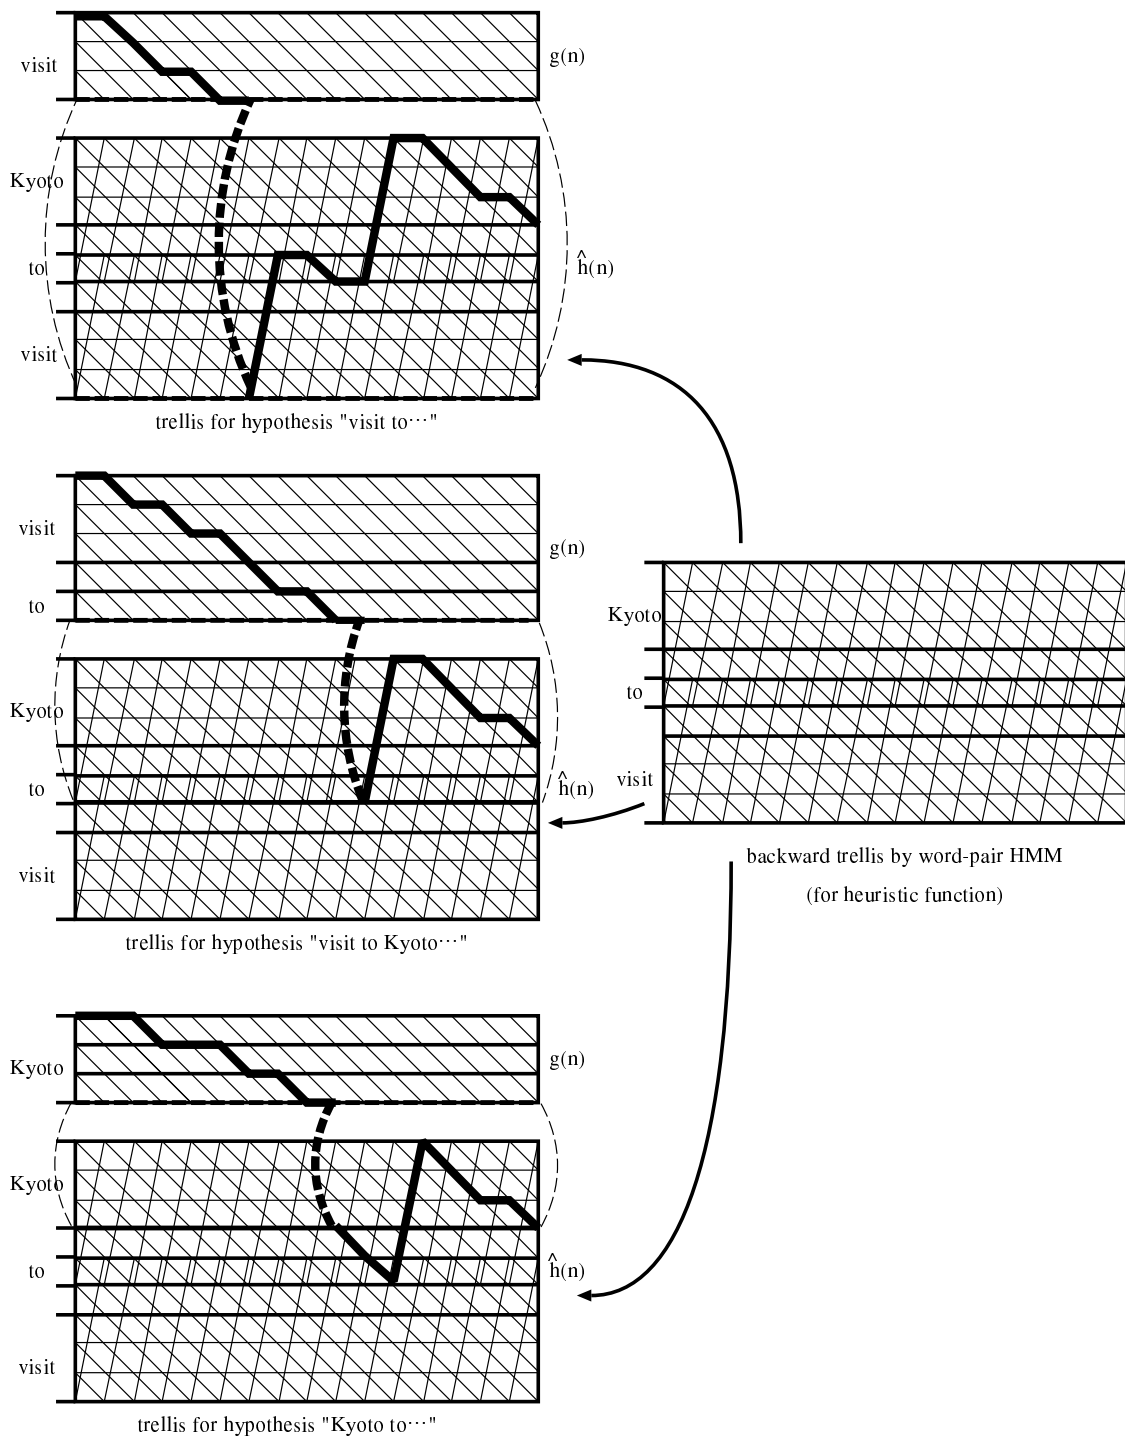 visit
g(n)
Kyoto
to
ĥ(n)
visit
trellis for hypothesis "visit to···"
visit
g(n)
to
Kyoto
to
ĥ(n)
visit
trellis for hypothesis "visit to Kyoto···"
Kyoto
to
visit
backward trellis by word-pair HMM
(for heuristic function)
Kyoto
g(n)
Kyoto
to
ĥ(n)
visit
trellis for hypothesis "Kyoto to···"